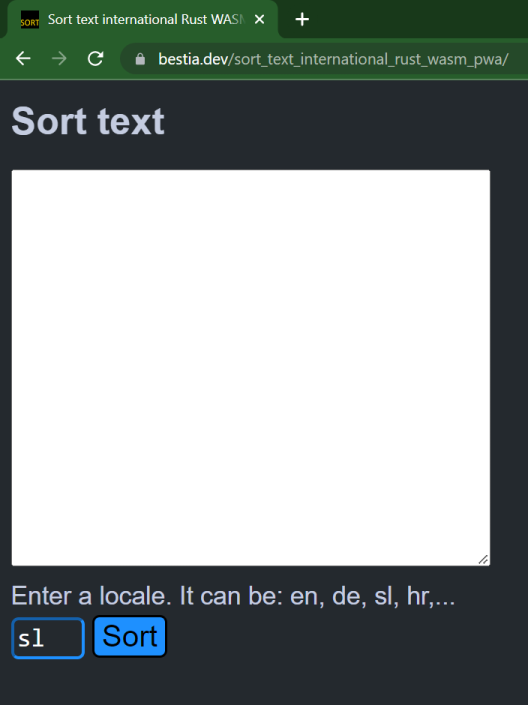 SORT Sort text international Rust WASM
bestia.dev/sort_text_international_rust_wasm_pwa/
Sort text
Enter a locale. It can be: en, de, sl, hr,...
sl Sort